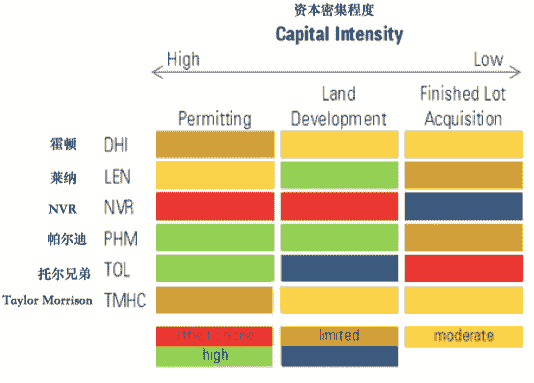 资本密集程度
Capital Intensity
High Low
Permitting Land Development Finished Lot Acquisition
霍顿 DHI
莱纳 LEN
NVR NVR
帕尔迪 PHM
托尔兄弟 TOL
Taylor Morrison TMHC
limited moderate
high